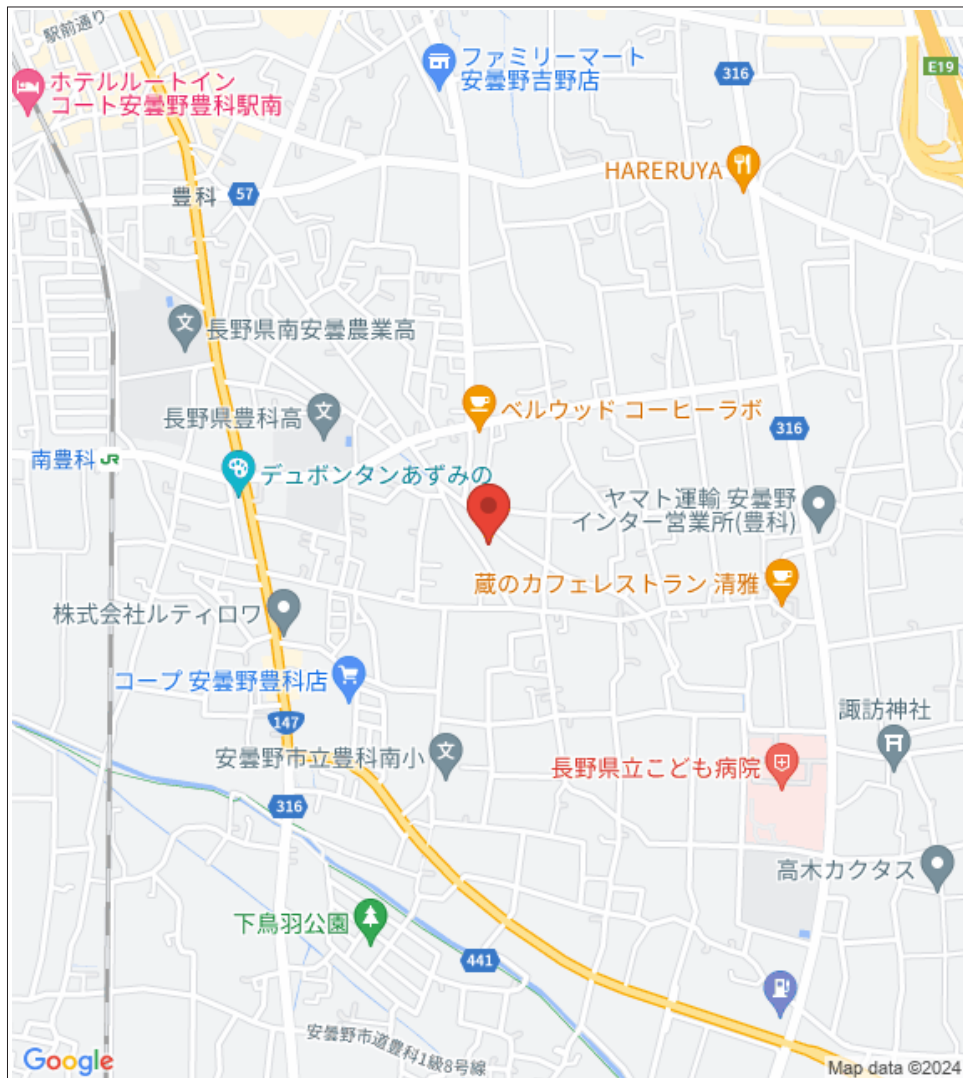 駅前通り
ファミリーマート
安曇野吉野店
316
E19
ホテルルートイン
コート安曇野豊科駅南
HARERUYA
豊科
57
長野県南安曇農業高
ベルウッド コーヒーラボ
長野県豊科高
316
南豊科 JR
デュボンタンあずみの
ヤマト運輸 安曇野
インター営業所(豊科)
蔵のカフェレストラン 清雅
株式会社ルティロワ
コープ 安曇野豊科店
147
諏訪神社
安曇野市立豊科南小
長野県立こども病院
316
高木カクタス
下鳥羽公園
441
安曇野市道豊科1級8号線
Google
Map data ©2024